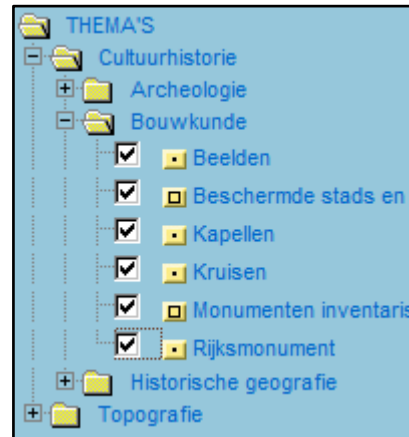 THEMA'S
Cultuurhistorie
Archeologie
Bouwkunde
Beelden
Beschermde stads en
Kapellen
Kruisen
Monumenten inventaris
Rijksmonument
Historische geografie
Topografie